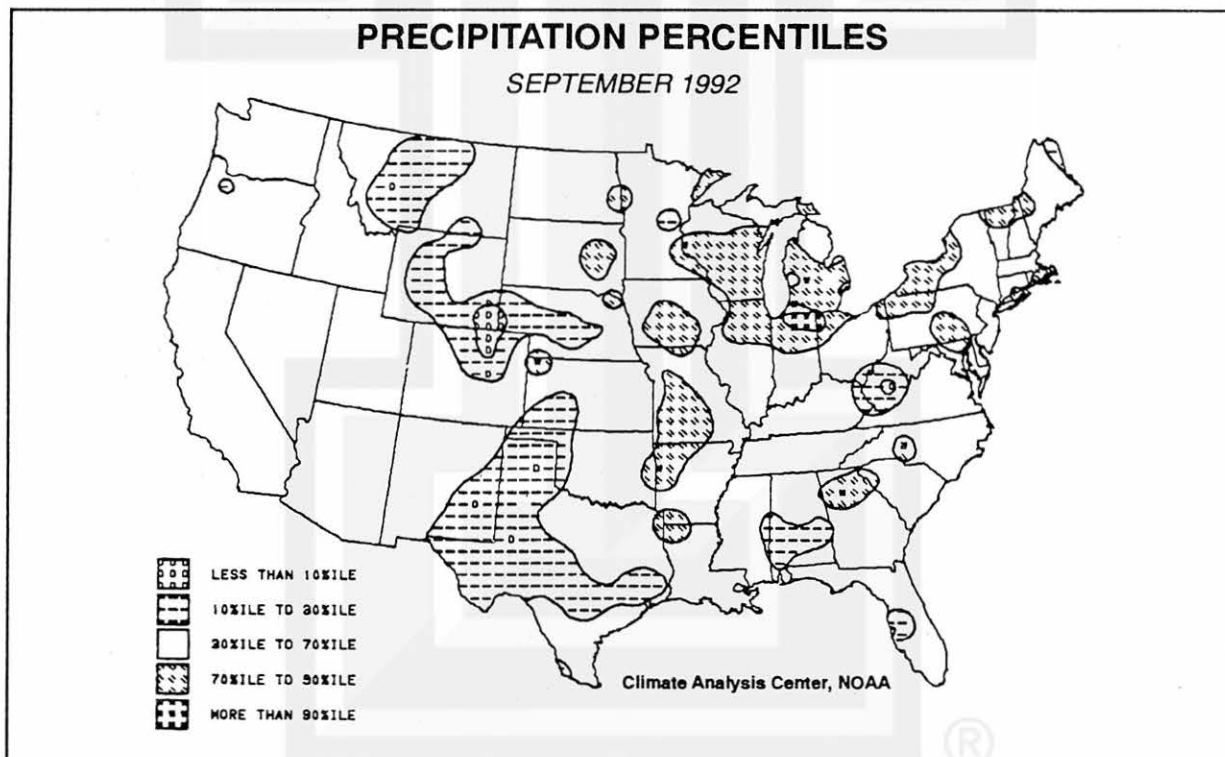 PRECIPITATION PERCENTILES
SEPTEMBER 1992
LESS THAN 10%ILE
10%ILE TO 30%ILE
30%ILE TO 70%ILE
70%ILE TO 90%ILE
MORE THAN 90%ILE
Climate Analysis Center, NOAA
®